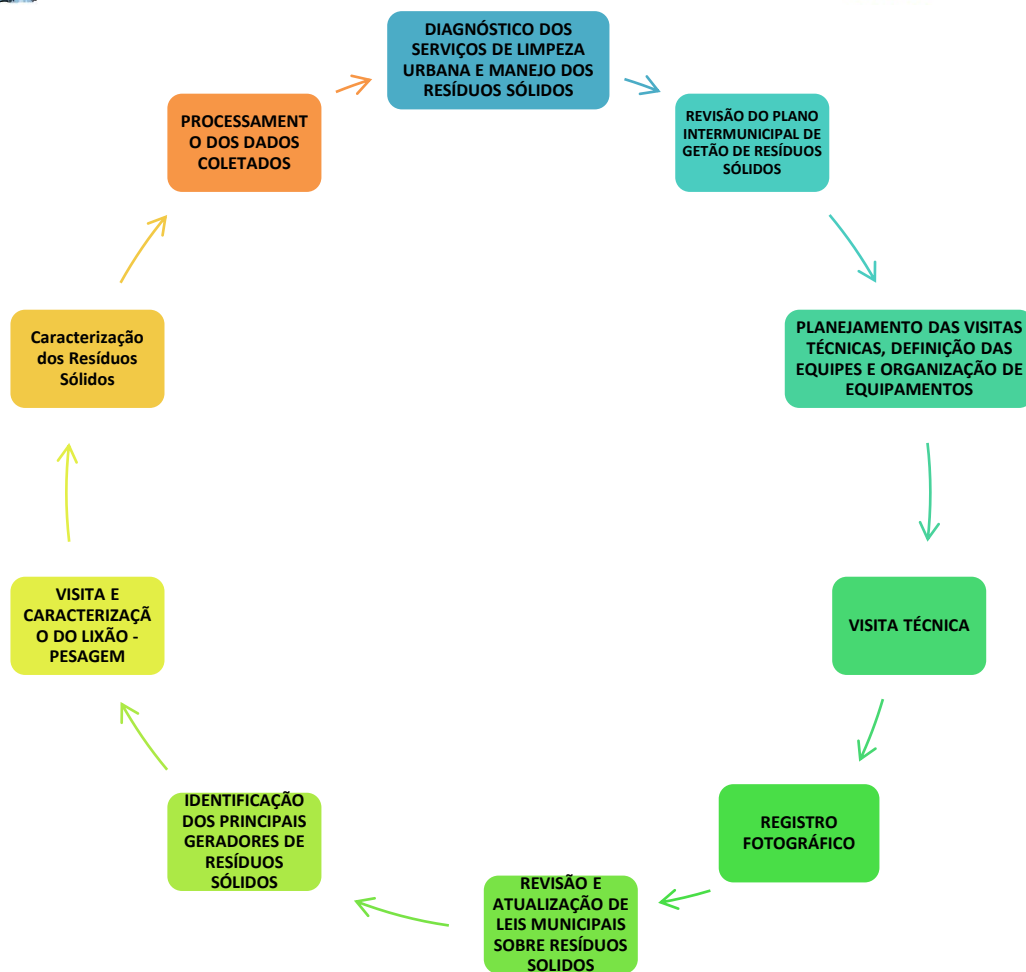 DIAGNÓSTICO DOS
SERVIÇOS DE LIMPEZA
URBANA E MANEJO DOS
RESÍDUOS SÓLIDOS
REVISÃO DO PLANO
INTERMUNICIPAL DE
GETÃO DE RESÍDUOS
SÓLIDOS
PLANEJAMENTO DAS VISITAS
TÉCNICAS, DEFINIÇÃO DAS
EQUIPES E ORGANIZAÇÃO DE
EQUIPAMENTOS
VISITA TÉCNICA
REGISTRO
FOTOGRÁFICO
REVISÃO E
ATUALIZAÇÃO DE
LEIS MUNICIPAIS
SOBRE RESÍDUOS
SOLIDOS
IDENTIFICAÇÃO
DOS PRINCIPAIS
GERADORES DE
RESÍDUOS
SÓLIDOS
VISITA E
CARACTERIZAÇÃ
O DO LIXÃO -
PESAGEM
Caracterização
dos Resíduos
Sólidos
PROCESSAMENT
O DOS DADOS
COLETADOS